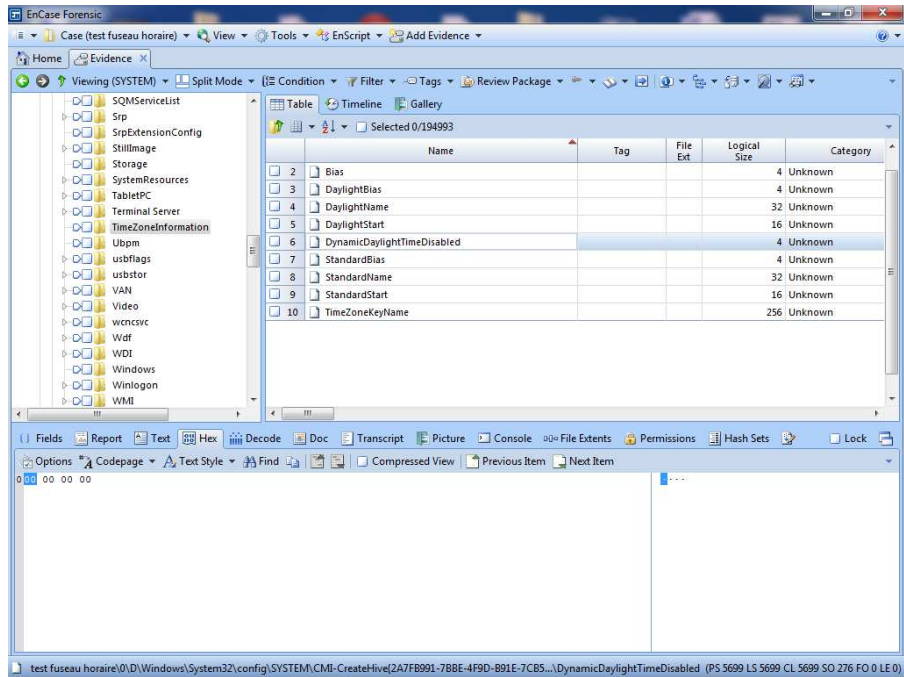 EnCase Forensic
Case (test fuseau horaire) View Tools EnScript Add Evidence
Home Evidence
Viewing (SYSTEM) Split Mode Condition Filter Tags Review Package
SQMServiceList
Srp
SrpExtensionConfig
StillImage
Storage
SystemResources
TabletPC
Terminal Server
TimeZoneInformation
Ubpm
usbflags
usbstor
VAN
Video
wcncsvc
Wdf
WDI
Windows
Winlogon
WMI
Table Timeline Gallery
Selected 0/194993
Name Tag File Ext Logical Size Category
2 Bias 4 Unknown
3 DaylightBias 4 Unknown
4 DaylightName 32 Unknown
5 DaylightStart 16 Unknown
6 DynamicDaylightTimeDisabled 4 Unknown
7 StandardBias 4 Unknown
8 StandardName 32 Unknown
9 StandardStart 16 Unknown
10 TimeZoneKeyName 256 Unknown
Fields Report Text Hex Decode Doc Transcript Picture Console File Extents Permissions Hash Sets Lock
Options Codepage Text Style Find Compressed View Previous Item Next Item
0 00 00 00 00 ....
test fuseau horaire\0\D\Windows\System32\config\SYSTEM\CMI-CreateHive{2A7FB991-7BBE-4F9D-B91E-7CB5...\DynamicDaylightTimeDisabled (PS 5699 LS 5699 CL 5699 SO 276 FO 0 LE 0)